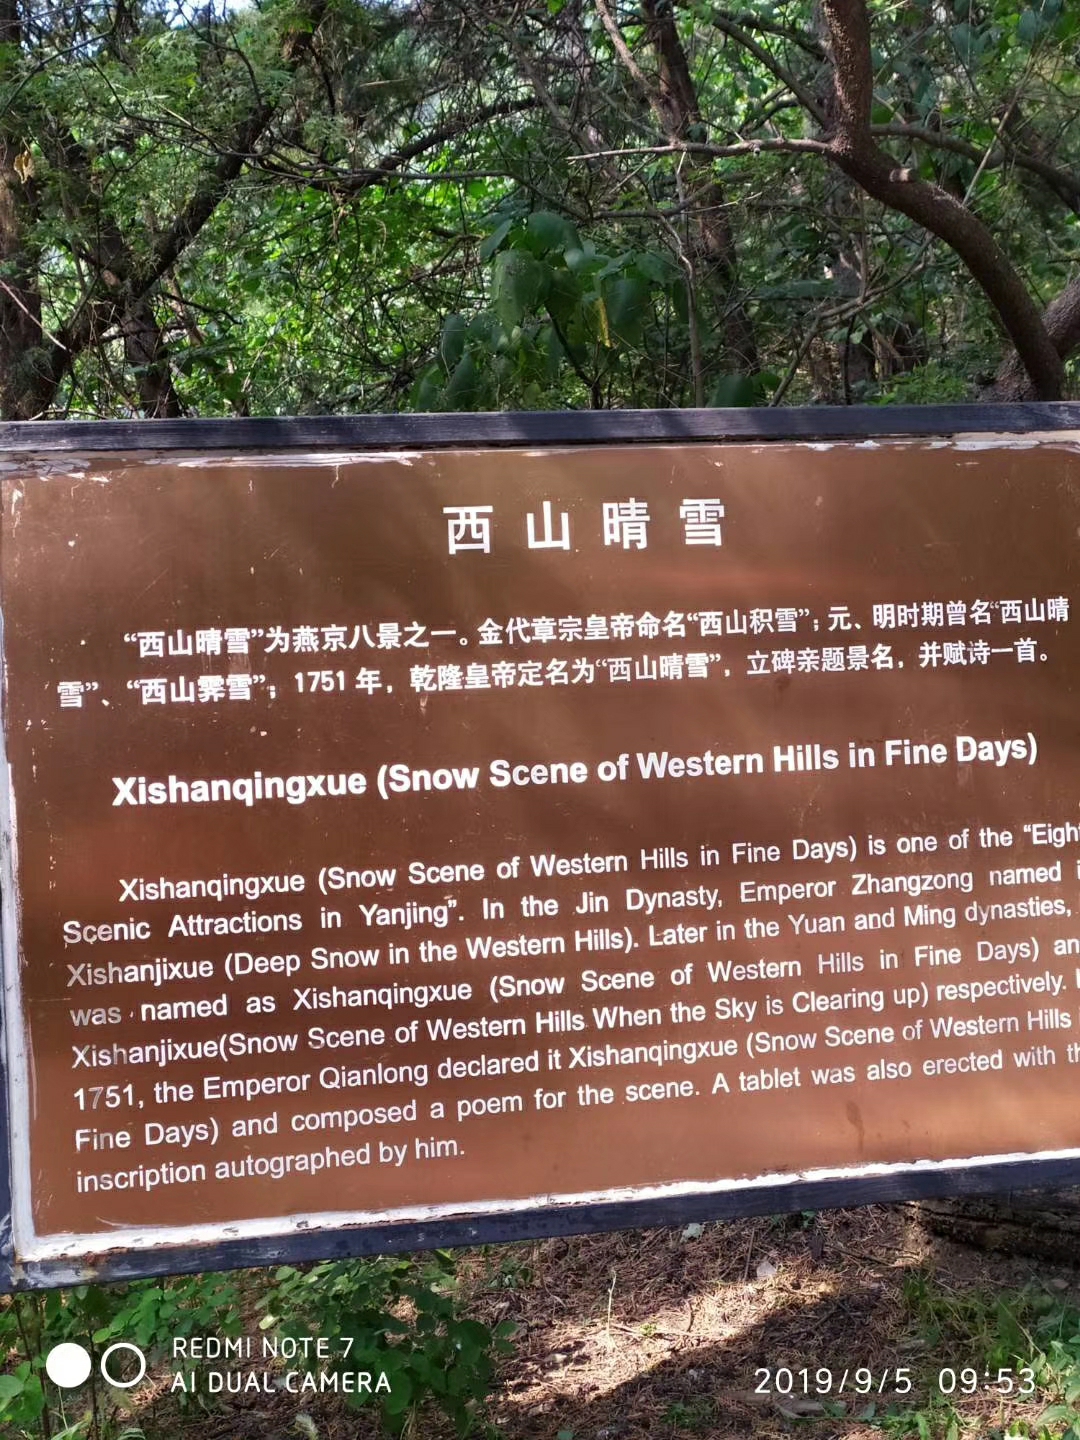 西山晴雪
“西山晴雪”为燕京八景之一。金代章宗皇帝命名“西山积雪”；元、明时期曾名“西山晴
雪”、“西山霁雪”；1751 年，乾隆皇帝定名为“西山晴雪”，立碑亲题景名，并赋诗一首。
Xishanqingxue (Snow Scene of Western Hills in Fine Days)
Xishanqingxue (Snow Scene of Western Hills in Fine Days) is one of the “Eigh
Scenic Attractions in Yanjing”. In the Jin Dynasty, Emperor Zhangzong named
Xishanjixue (Deep Snow in the Western Hills). Later in the Yuan and Ming dynasties,
was named as Xishanqingxue (Snow Scene of Western Hills in Fine Days) an
Xishanjixue(Snow Scene of Western Hills When the Sky is Clearing up) respectively.
1751, the Emperor Qianlong declared it Xishanqingxue (Snow Scene of Western Hills
Fine Days) and composed a poem for the scene. A tablet was also erected with th
inscription autographed by him.
REDMI NOTE 7
AI DUAL CAMERA
2019/9/5 09:53